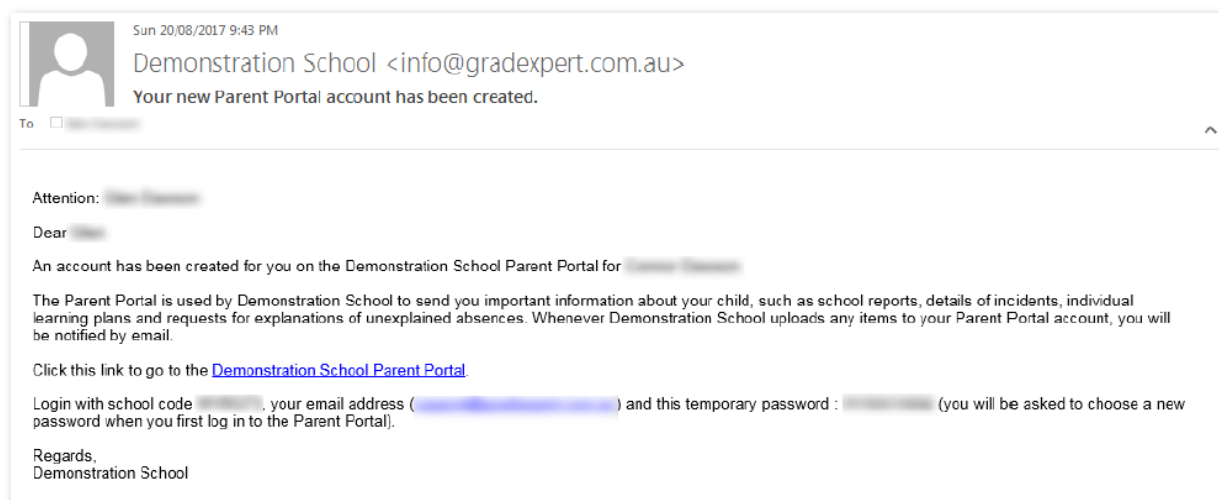 Sun 20/08/2017 9:43 PM
Demonstration School <info@gradexpert.com.au>
Your new Parent Portal account has been created.
To
Attention:
Dear
An account has been created for you on the Demonstration School Parent Portal for
The Parent Portal is used by Demonstration School to send you important information about your child, such as school reports, details of incidents, individual
learning plans and requests for explanations of unexplained absences. Whenever Demonstration School uploads any items to your Parent Portal account, you will
be notified by email.
Click this link to go to the Demonstration School Parent Portal.
Login with school code , your email address ( ) and this temporary password : (you will be asked to choose a new
password when you first log in to the Parent Portal).
Regards,
Demonstration School